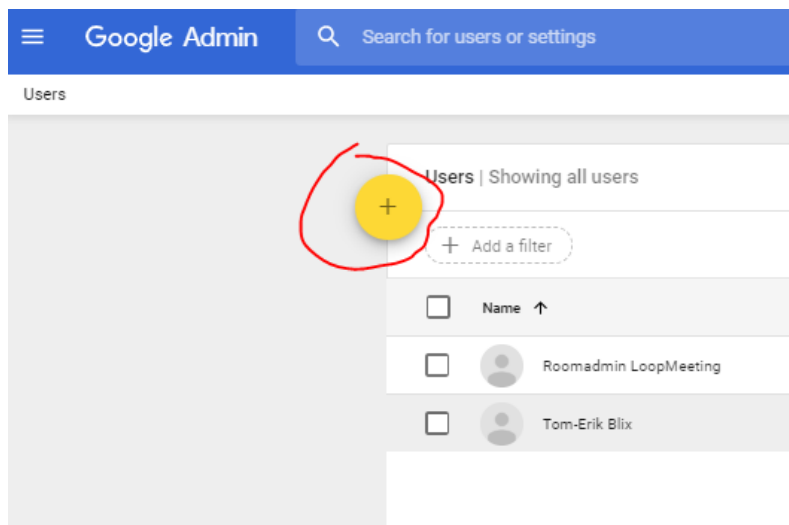 Google Admin
Search for users or settings
Users
Users | Showing all users
+
+ Add a filter
Name ↑
Roomadmin LoopMeeting
Tom-Erik Blix